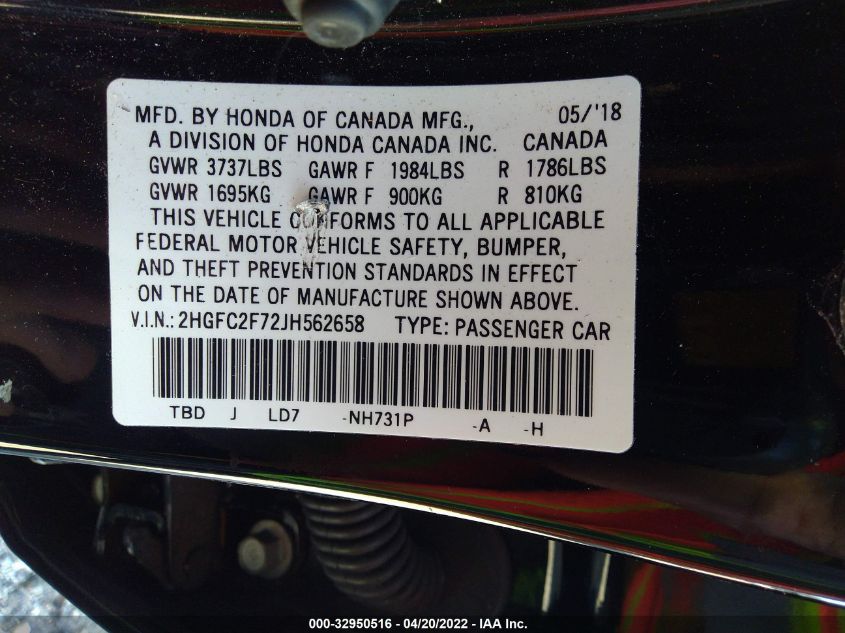 MFD. BY HONDA OF CANADA MFG., 05/'18
A DIVISION OF HONDA CANADA INC. CANADA
GVWR 3737LBS GAWR F 1984LBS R 1786LBS
GVWR 1695KG GAWR F 900KG R 810KG
THIS VEHICLE CONFORMS TO ALL APPLICABLE
FEDERAL MOTOR VEHICLE SAFETY, BUMPER,
AND THEFT PREVENTION STANDARDS IN EFFECT
ON THE DATE OF MANUFACTURE SHOWN ABOVE.
V.I.N.: 2HGFC2F72JH562658 TYPE: PASSENGER CAR
TBD J LD7 -NH731P -A -H
000-32950516 - 04/20/2022 - IAA Inc.